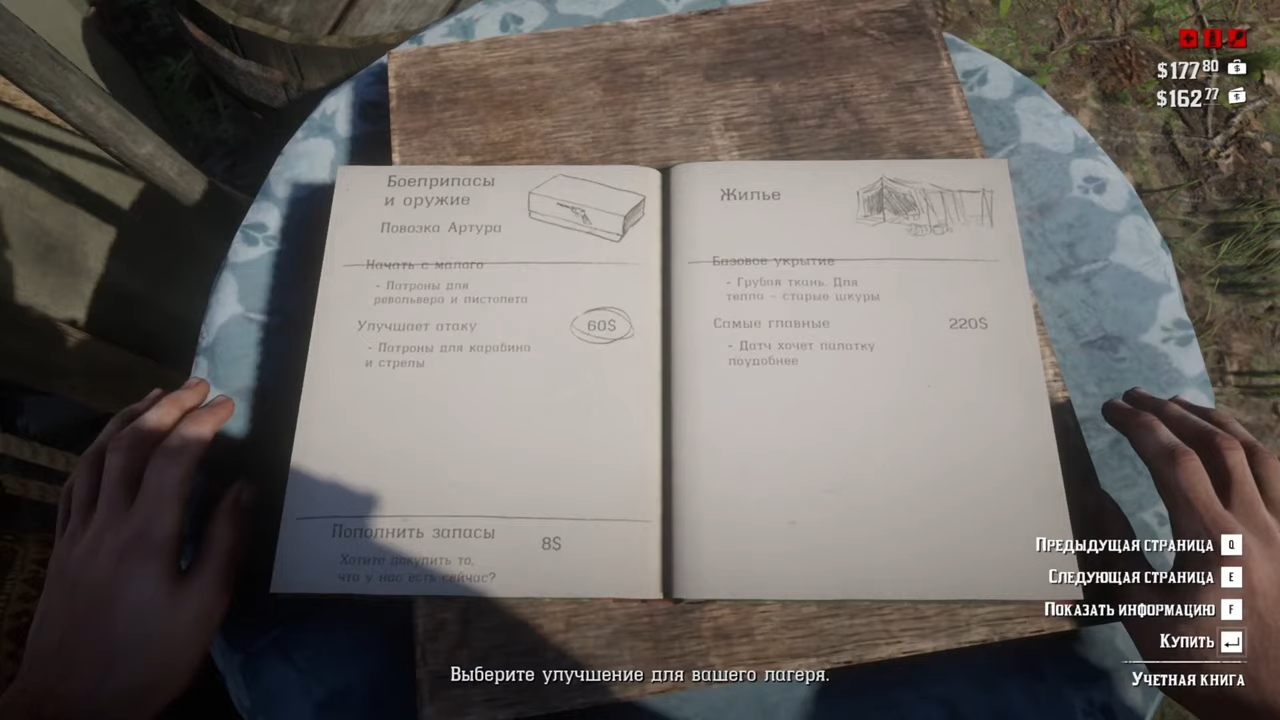 $177 80
$162 77
Боеприпасы
и оружие
Повозка Артура
Начать с малого
- Патроны для
револьвера и пистолета
Улучшает атаку 60$
- Патроны для карабина
и стрелы
Пополнить запасы 8$
Хотите докупить то,
что у нас есть сейчас?
Жилье
Базовое укрытие
- Грубая ткань. Для
тепла - старые шкуры
Самые главные 220$
- Датч хочет палатку
поудобнее
Предыдущая страница Q
Следующая страница E
Показать информацию F
Купить
Учетная книга
Выберите улучшение для вашего лагеря.